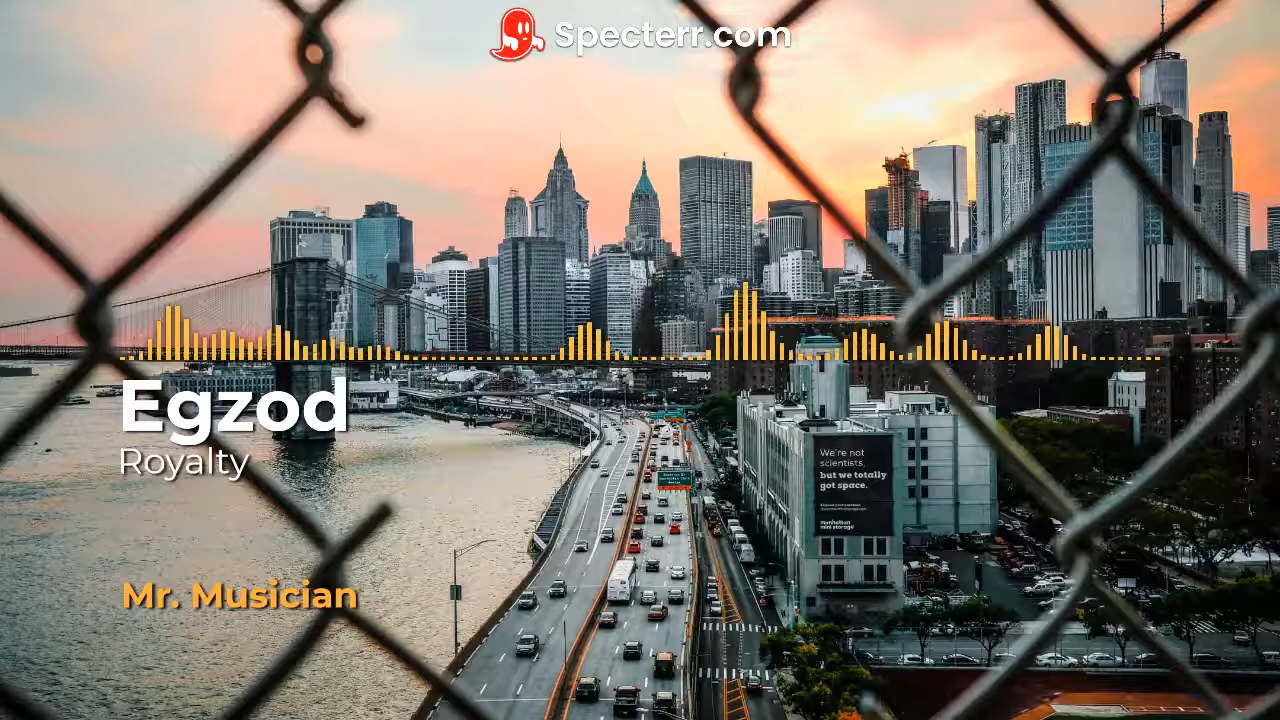 Specterr.com
Egzod
Royalty
We're not
scientists,
but we totally
got space.
Manhattan
mini storage
Mr. Musician